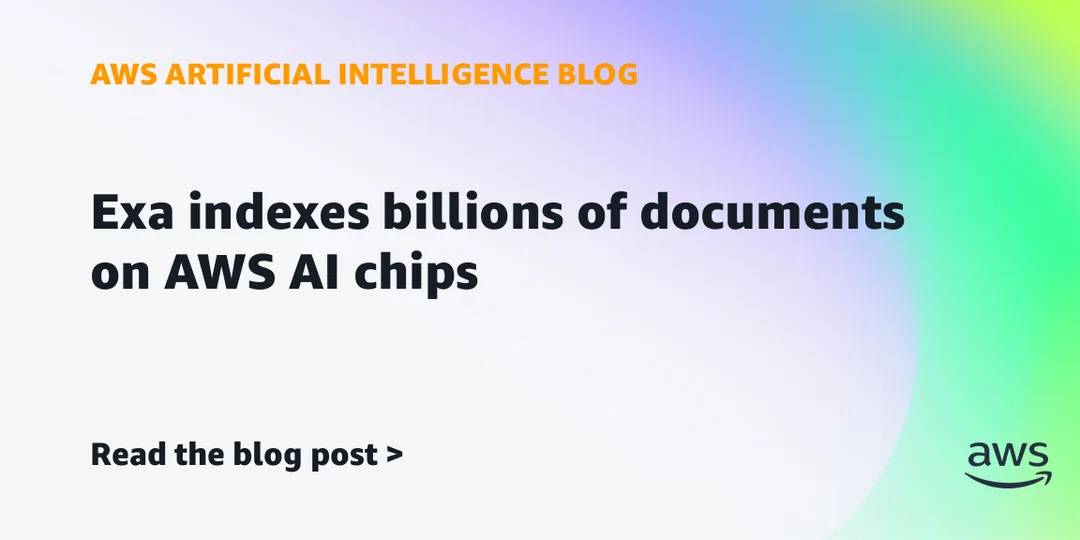 AWS ARTIFICIAL INTELLIGENCE BLOG
Exa indexes billions of documents
on AWS AI chips
Read the blog post >
aws